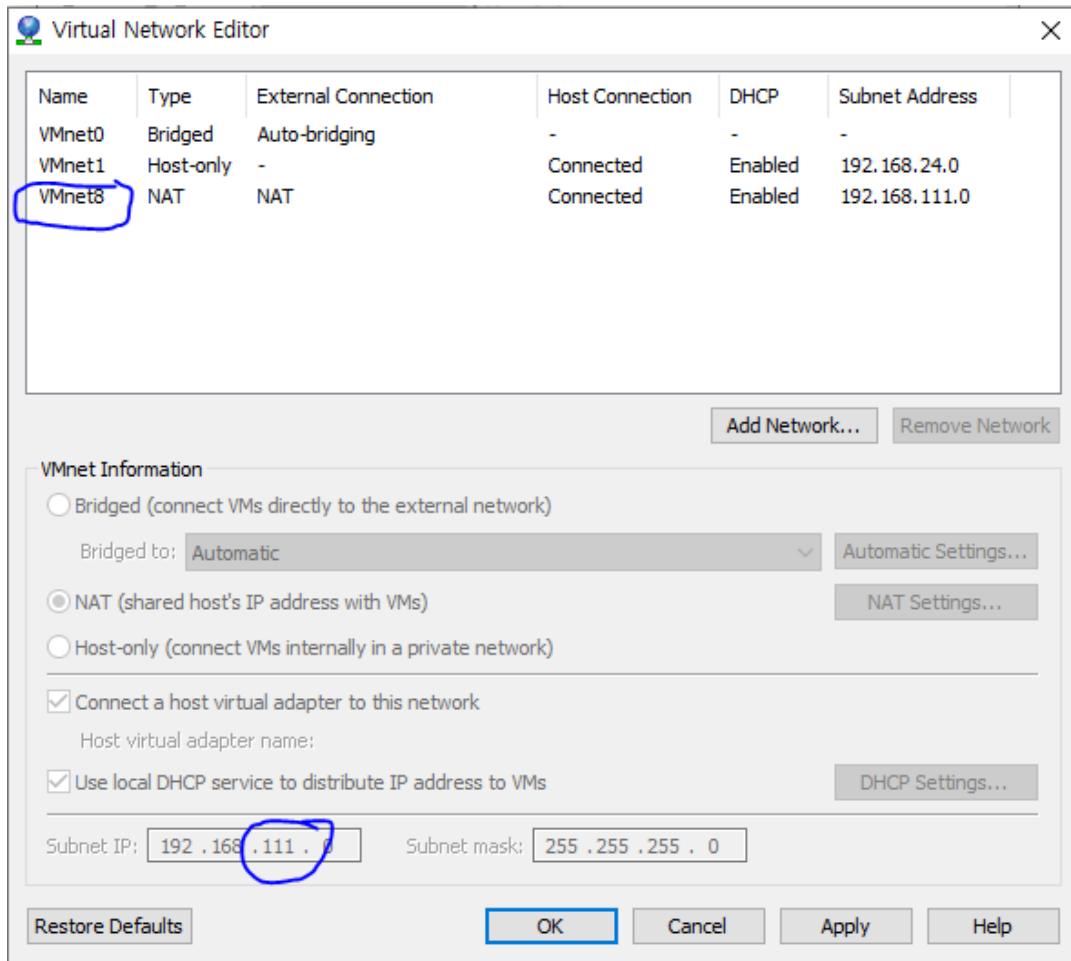 Virtual Network Editor
Name Type External Connection Host Connection DHCP Subnet Address
VMnet0 Bridged Auto-bridging - - -
VMnet1 Host-only - Connected Enabled 192.168.24.0
VMnet8 NAT NAT Connected Enabled 192.168.111.0
Add Network... Remove Network
VMnet Information
Bridged (connect VMs directly to the external network)
Bridged to: Automatic Automatic Settings...
NAT (shared host's IP address with VMs) NAT Settings...
Host-only (connect VMs internally in a private network)
Connect a host virtual adapter to this network
Host virtual adapter name:
Use local DHCP service to distribute IP address to VMs DHCP Settings...
Subnet IP: 192 .168 .111 . 0 Subnet mask: 255 .255 .255 . 0
Restore Defaults OK Cancel Apply Help